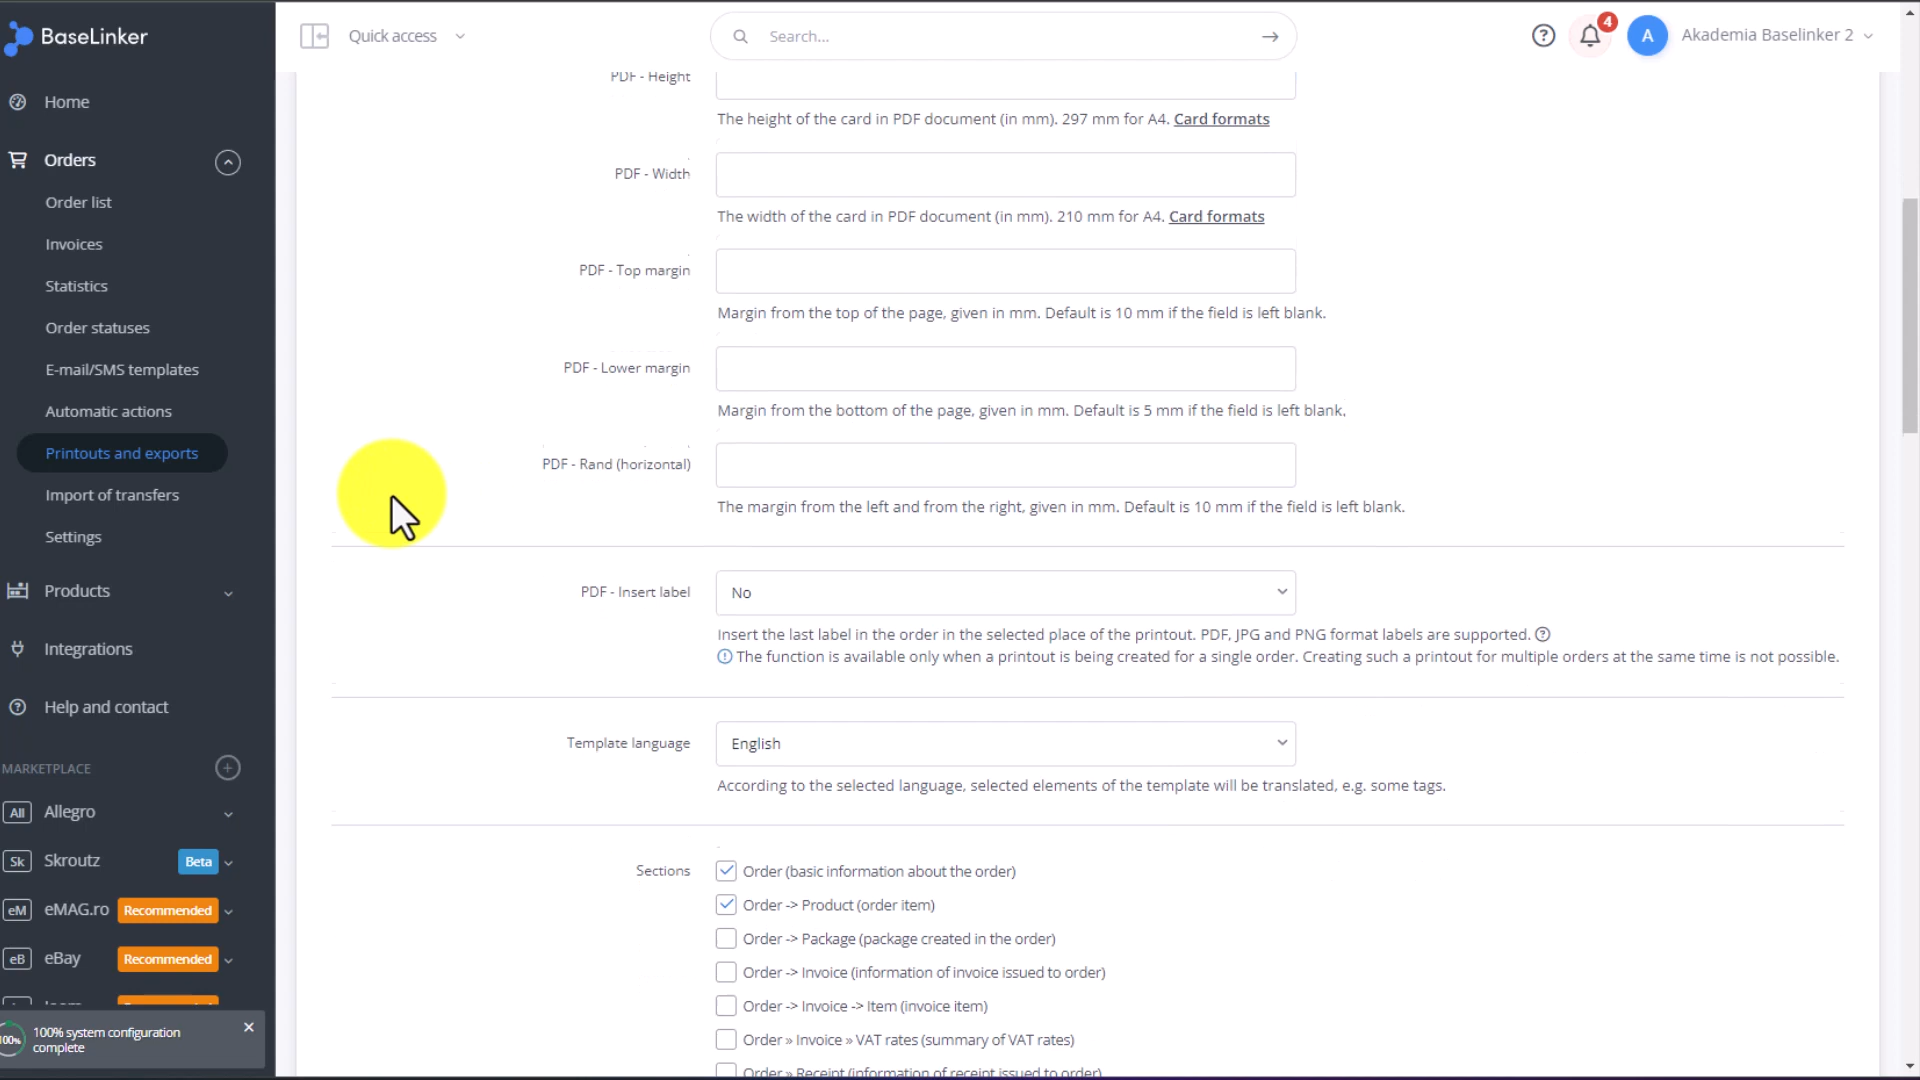 BaseLinker
Quick access
Search...
4
A
Akademia Baselinker 2
Home
Orders
Order list
Invoices
Statistics
Order statuses
E-mail/SMS templates
Automatic actions
Printouts and exports
Import of transfers
Settings
Products
Integrations
Help and contact
MARKETPLACE
All Allegro
Sk Skroutz Beta
eM eMAG.ro Recommended
eB eBay Recommended
100% 100% system configuration
complete
PDF - Height
The height of the card in PDF document (in mm). 297 mm for A4. Card formats
PDF - Width
The width of the card in PDF document (in mm). 210 mm for A4. Card formats
PDF - Top margin
Margin from the top of the page, given in mm. Default is 10 mm if the field is left blank.
PDF - Lower margin
Margin from the bottom of the page, given in mm. Default is 5 mm if the field is left blank.
PDF - Rand (horizontal)
The margin from the left and from the right, given in mm. Default is 10 mm if the field is left blank.
PDF - Insert label No
Insert the last label in the order in the selected place of the printout. PDF, JPG and PNG format labels are supported.
The function is available only when a printout is being created for a single order. Creating such a printout for multiple orders at the same time is not possible.
Template language English
According to the selected language, selected elements of the template will be translated, e.g. some tags.
Sections
Order (basic information about the order)
Order -> Product (order item)
Order -> Package (package created in the order)
Order -> Invoice (information of invoice issued to order)
Order -> Invoice -> Item (invoice item)
Order » Invoice » VAT rates (summary of VAT rates)
Order » Receipt (information of receipt issued to order)